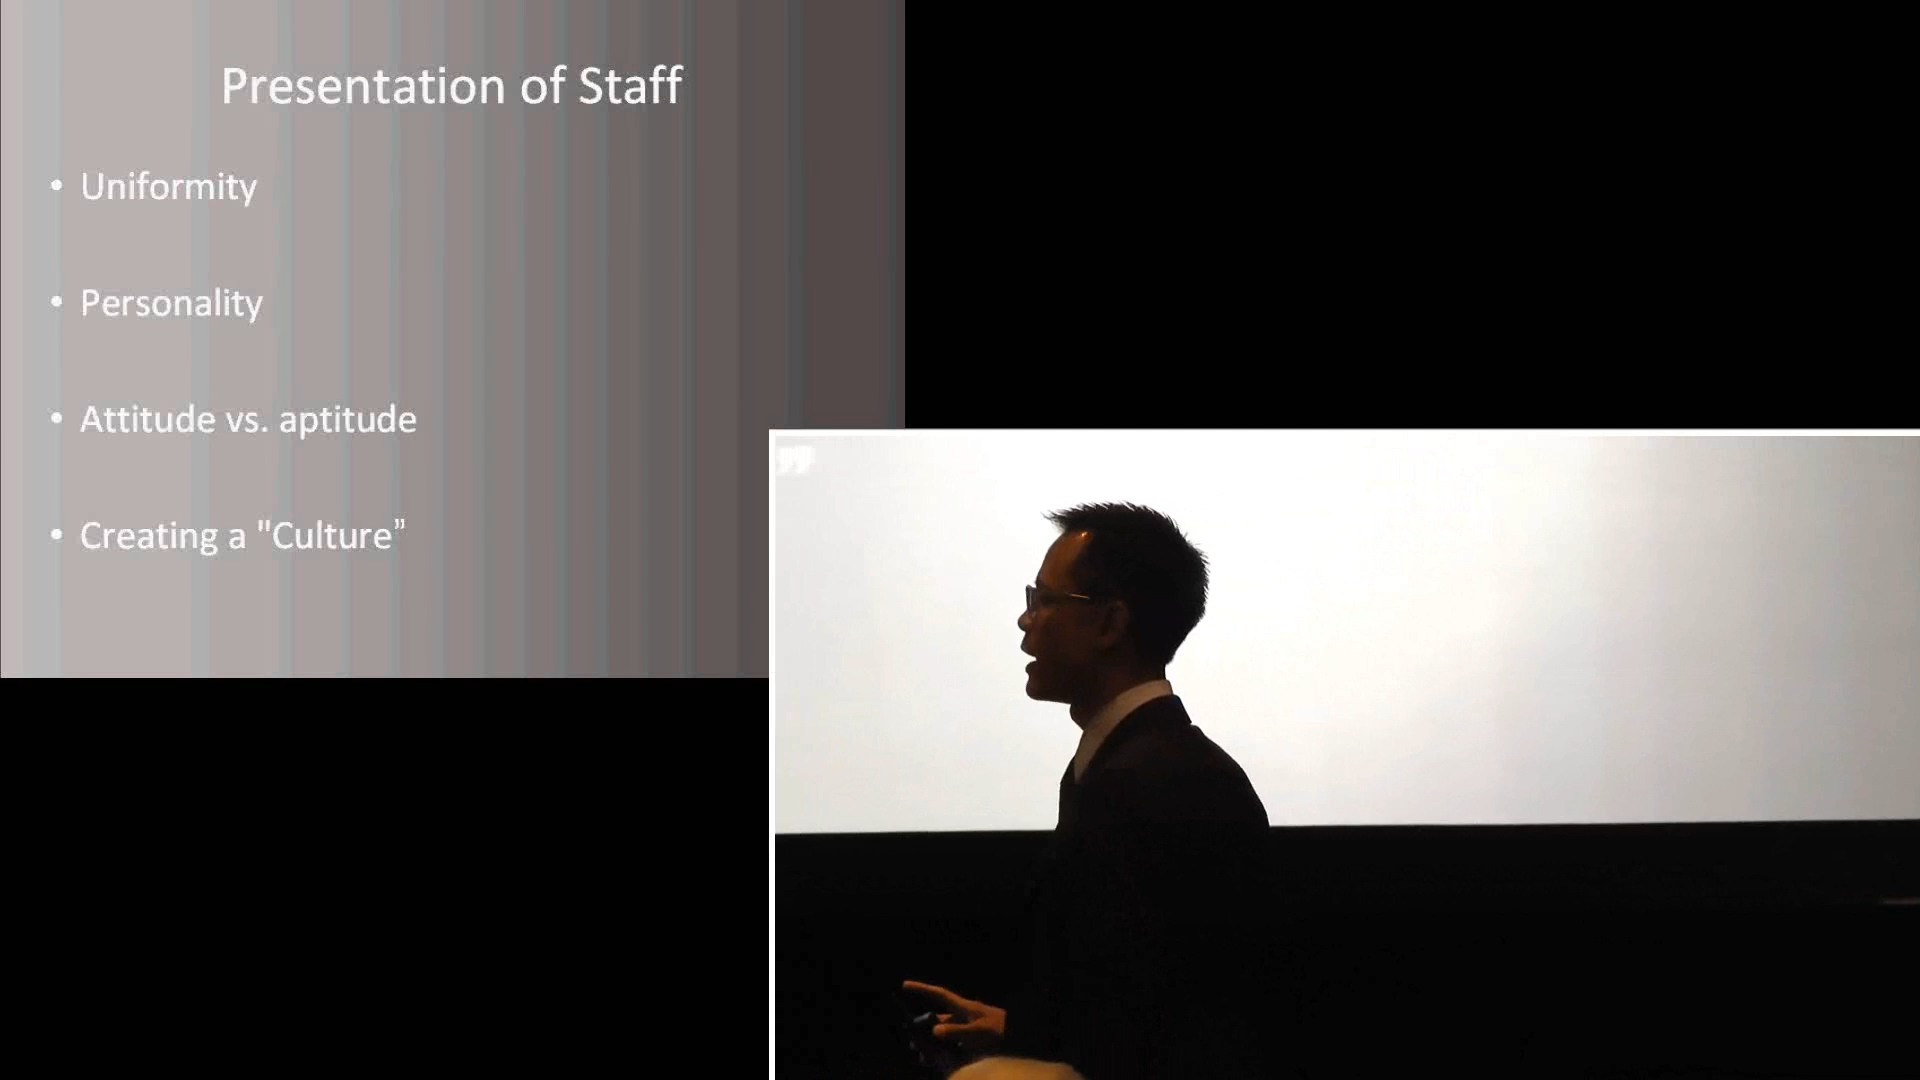 Presentation of Staff
• Uniformity
• Personality
• Attitude vs. aptitude
• Creating a "Culture”
”